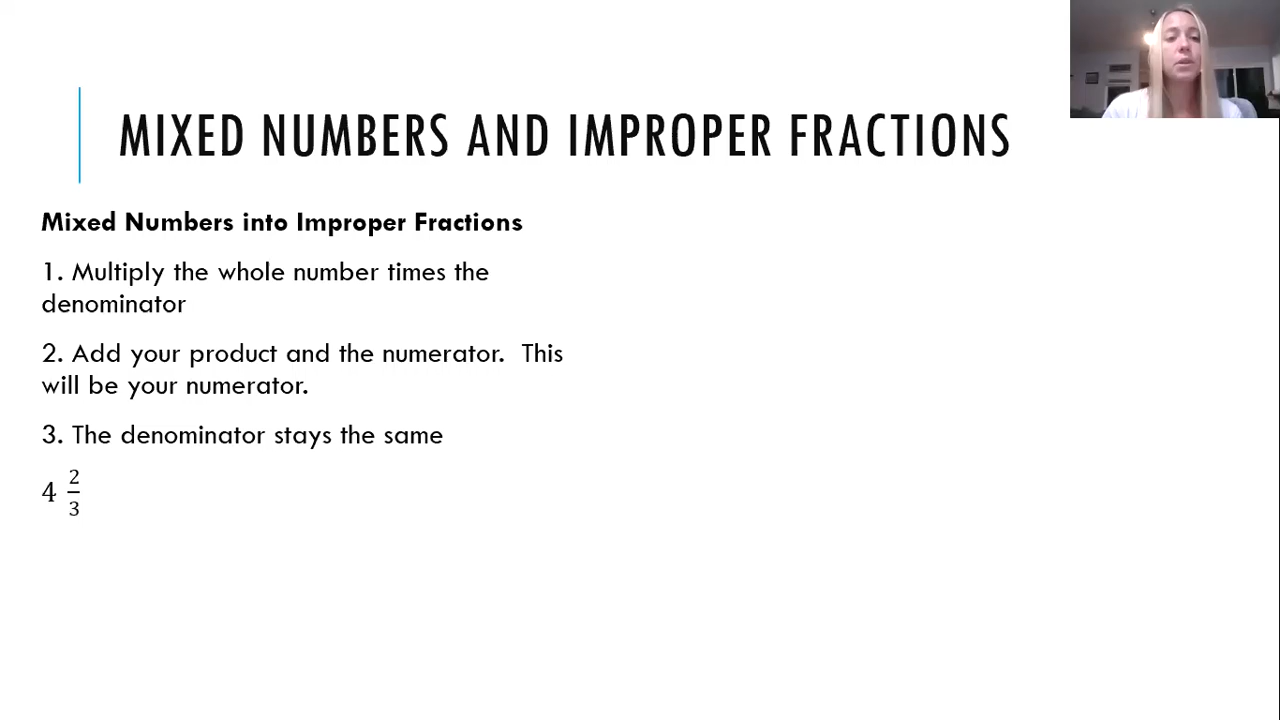 MIXED NUMBERS AND IMPROPER FRACTIONS
Mixed Numbers into Improper Fractions
1. Multiply the whole number times the
denominator
2. Add your product and the numerator.  This
will be your numerator.
3. The denominator stays the same
4 2/3